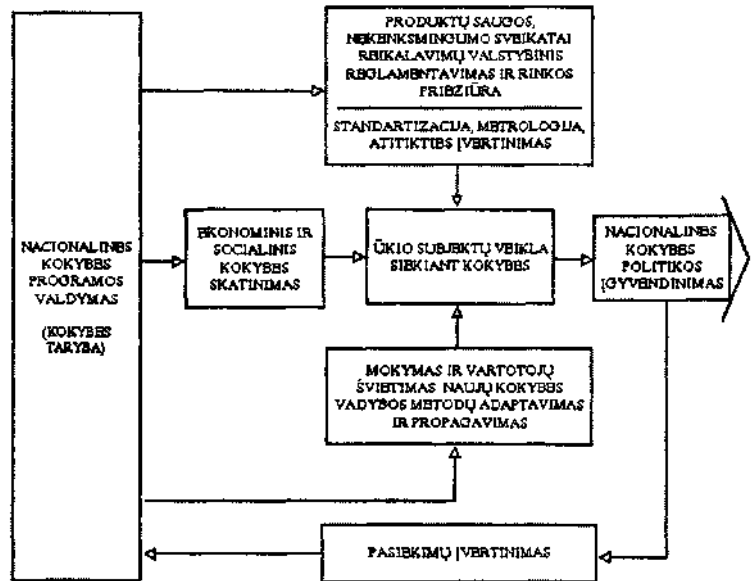 PRODUKTŲ SAUGOS,
NEKENKSMINGUMO SVEIKATAI
REIKALAVIMŲ VALSTYBINIS
REGLAMENTAVIMAS IR RINKOS
PRIEŽIŪRA
STANDARTIZACIJA, METROLOGIJA,
ATITIKTIES ĮVERTINIMAS
NACIONALINĖS
KOKYBĖS
PROGRAMOS
VALDYMAS
(KOKYBĖS
TARYBA)
EKONOMINIS IR
SOCIALINIS
KOKYBĖS
SKATINIMAS
ŪKIO SUBJEKTŲ VEIKLA
SIEKIANT KOKYBĖS
NACIONALINĖS
KOKYBĖS
POLITIKOS
ĮGYVENDINIMAS
MOKYMAS IR VARTOTOJŲ
ŠVIETIMAS NAUJŲ KOKYBĖS
VADYBOS METODŲ ADAPTAVIMAS
IR PROPAGAVIMAS
PASIEKIMŲ ĮVERTINIMAS